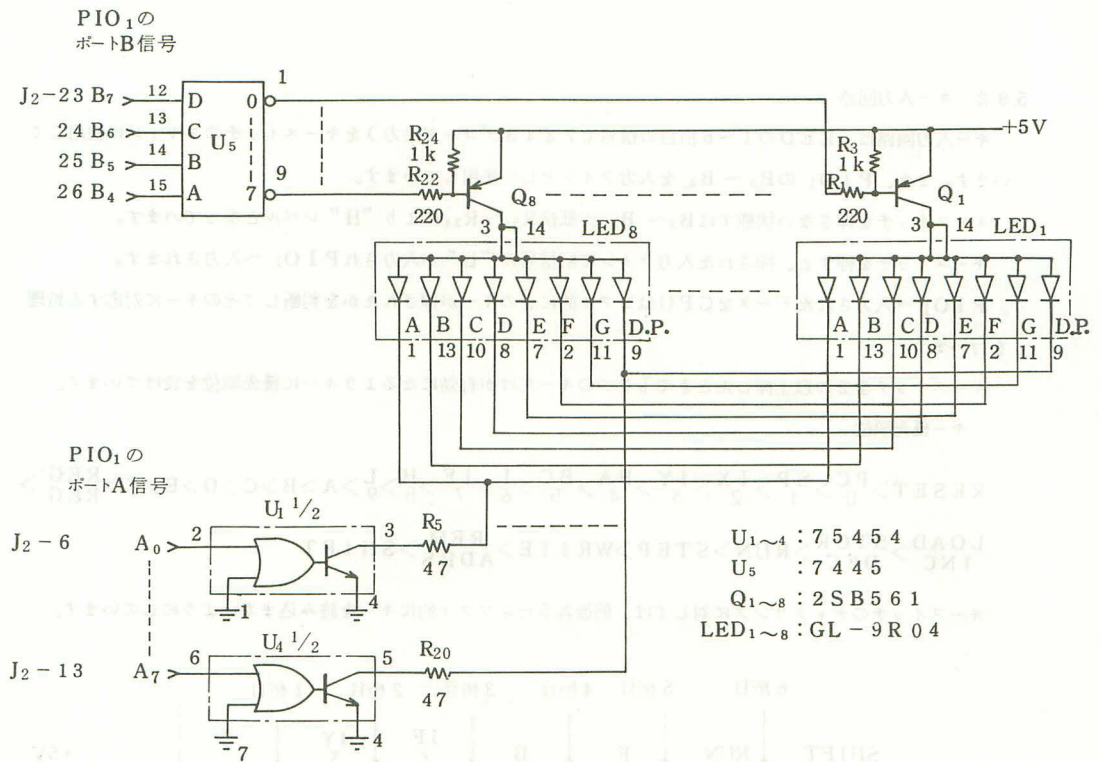 PIO₁の
ポートB信号
J₂-23 B₇ 12 D 0 1
24 B₆ 13 C
25 B₅ 14 B U₅
26 B₄ 15 A 7 9
R₂₄
1k
R₂₂
220
Q₈
+5V
R₃
1k
R₁
220
Q₁
3 14 LED₈
3 14 LED₁
A B C D E F G D.P.
1 13 10 8 7 2 11 9
A B C D E F G D.P.
1 13 10 8 7 2 11 9
PIO₁の
ポートA信号
U₁ 1/2
J₂-6 A₀ 2 3 R₅
47
1 4
U₄ 1/2
J₂-13 A₇ 6 5 R₂₀
47
7 4
U₁~₄：75454
U₅：7445
Q₁~₈：2SB561
LED₁~₈：GL-9R04